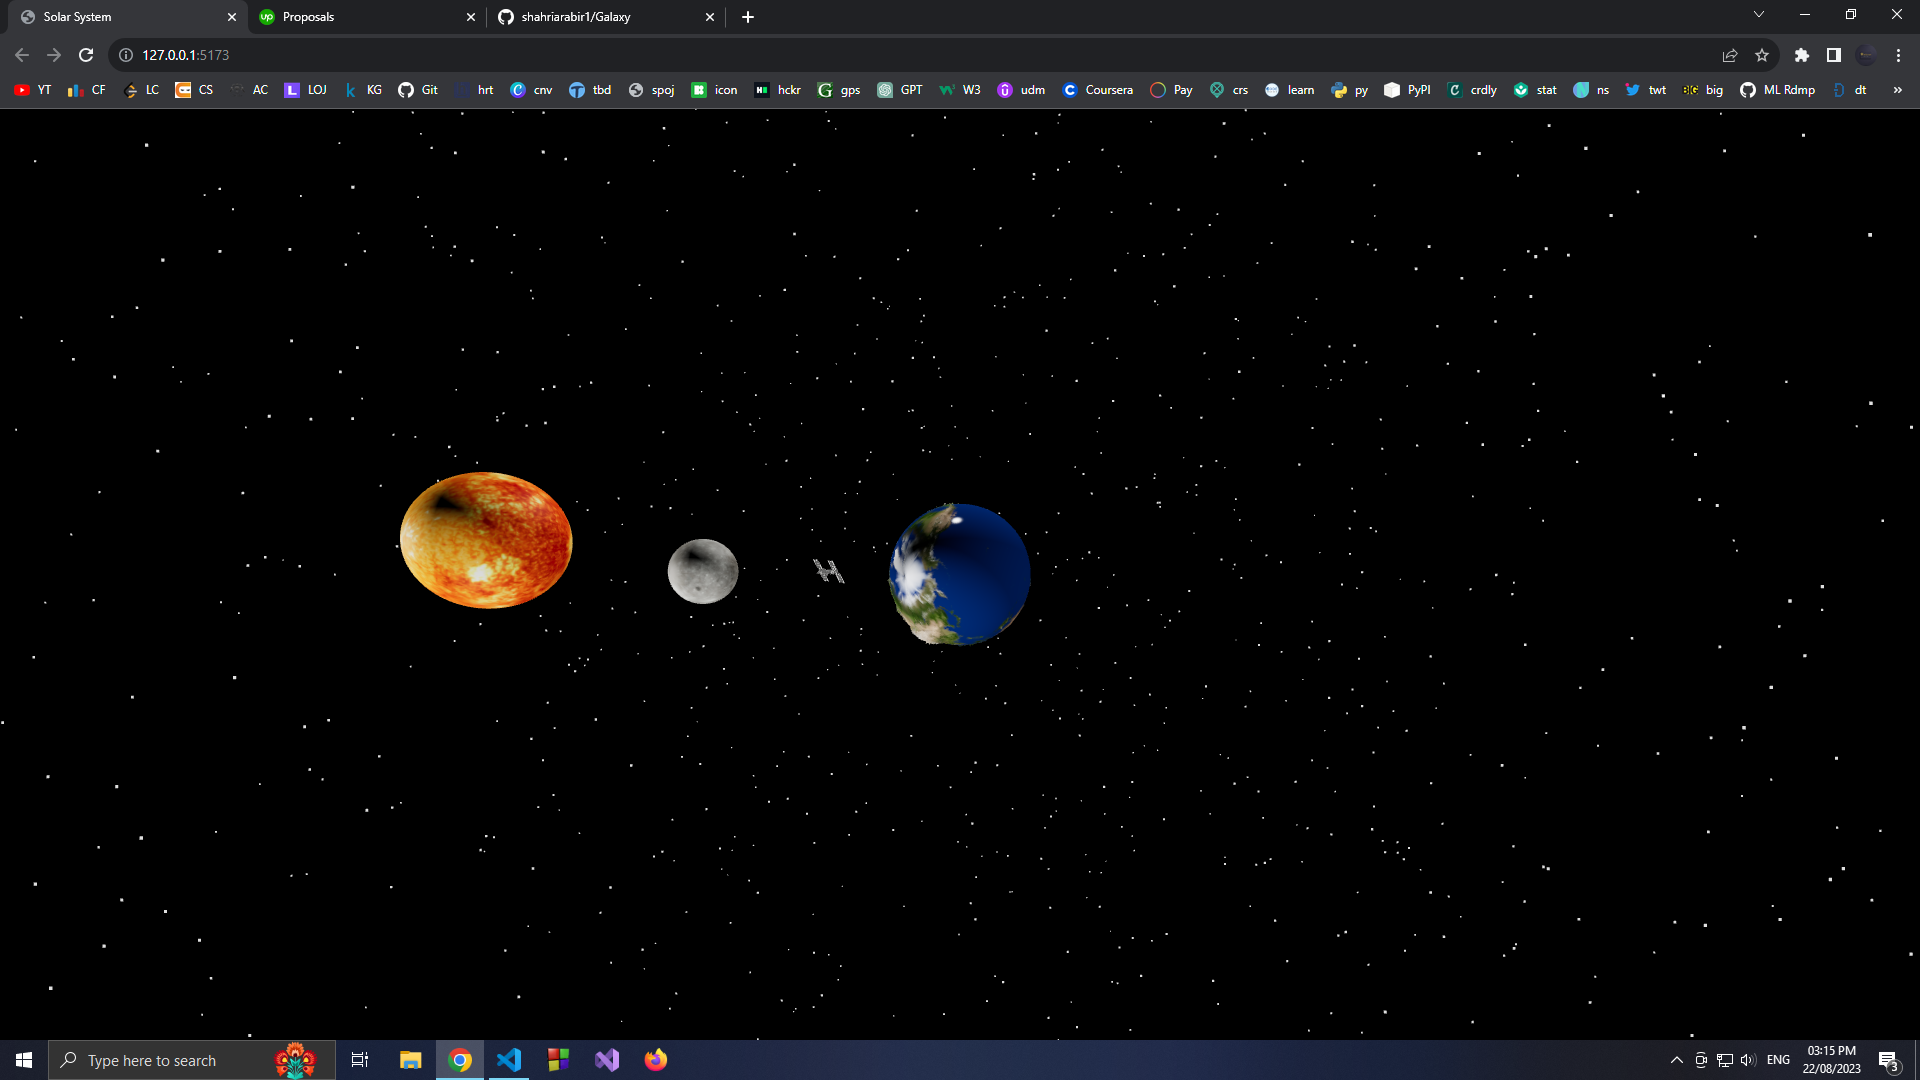 Solar System
Proposals
shahriarabir1/Galaxy
127.0.0.1:5173
YT CF LC CS AC LOJ KG Git hrt cnv tbd spoj icon hckr gps GPT W3 udm Coursera Pay crs learn py PyPI crdly stat ns twt big ML Rdmp dt »
Type here to search
ENG
03:15 PM
22/08/2023
3